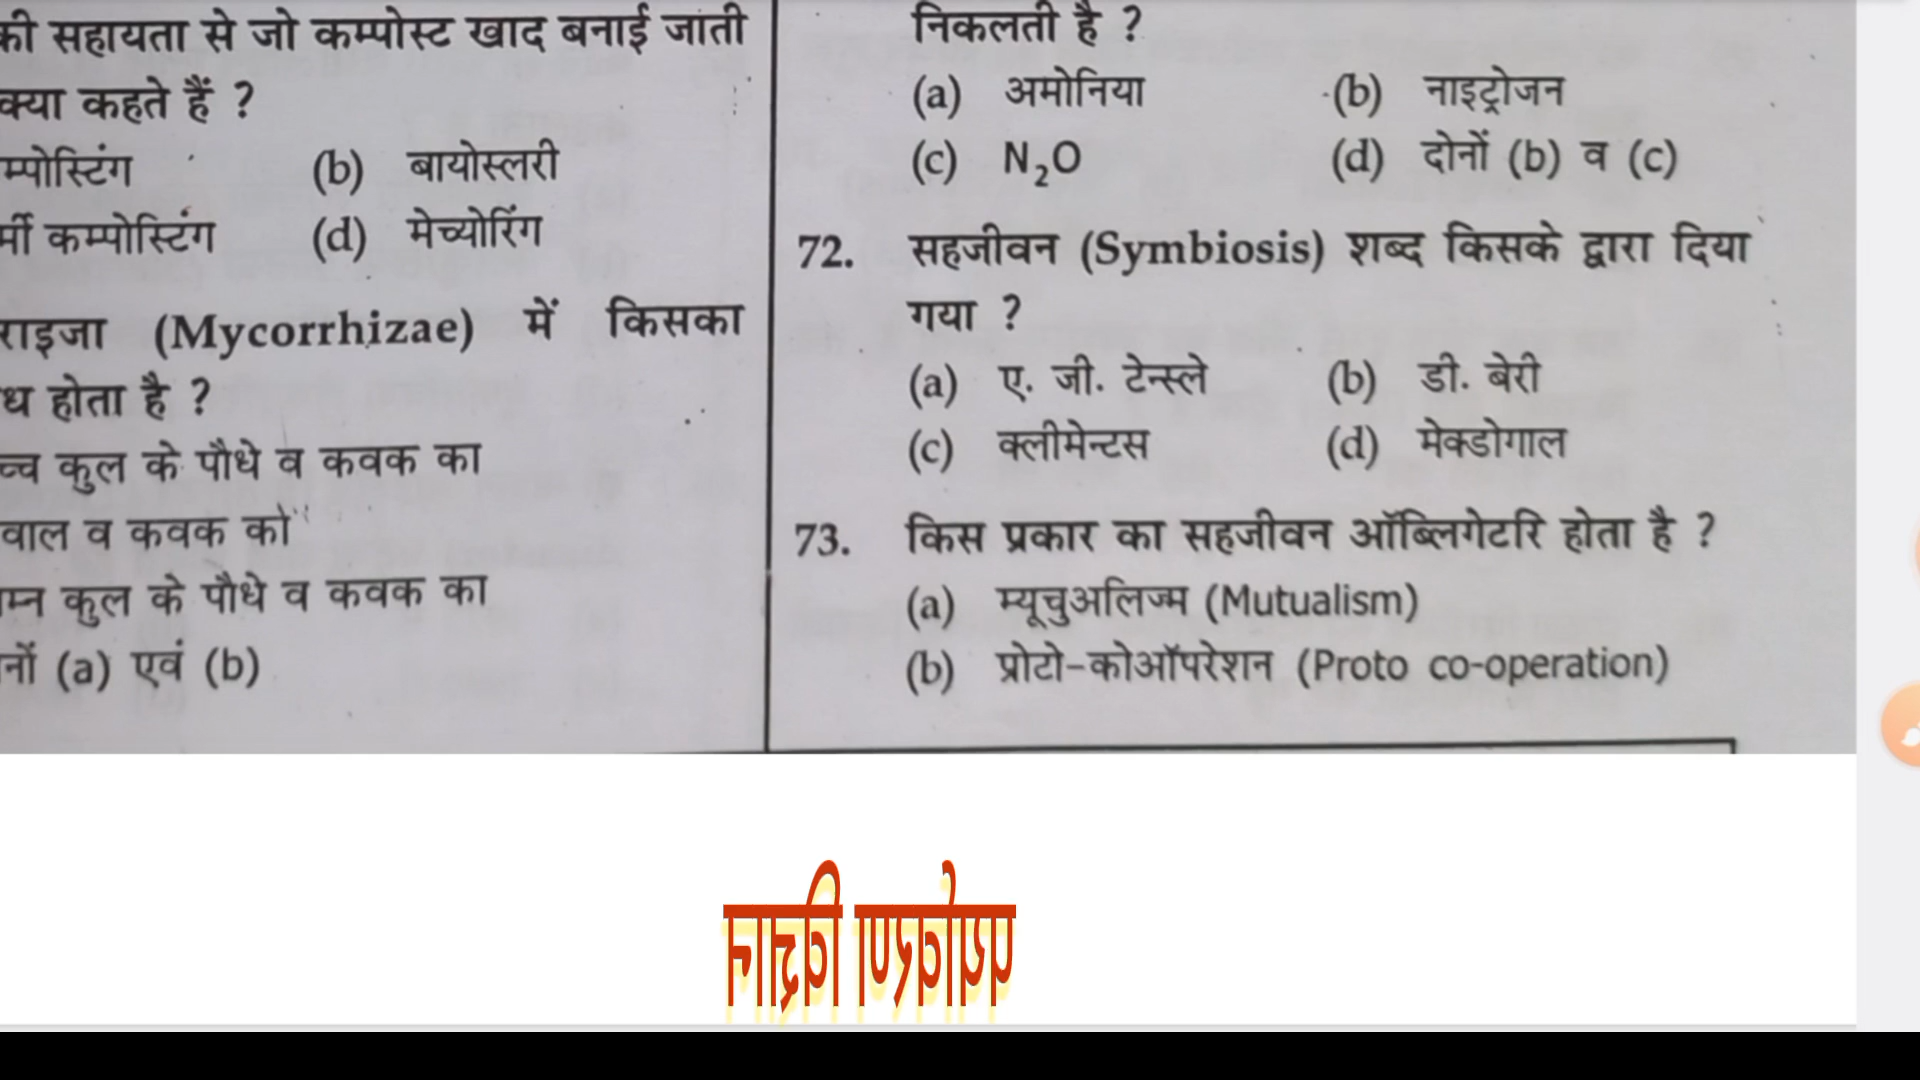 की सहायता से जो कम्पोस्ट खाद बनाई जाती
क्या कहते हैं ?
म्पोस्टिंग (b) बायोस्लरी
र्मी कम्पोस्टिंग (d) मेच्योरिंग
राइजा (Mycorrhizae) में किसका
ध होता है ?
च्च कुल के पौधे व कवक का
वाल व कवक को
म्न कुल के पौधे व कवक का
नों (a) एवं (b)
निकलती है ?
(a) अमोनिया (b) नाइट्रोजन
(c) N₂O (d) दोनों (b) व (c)
72. सहजीवन (Symbiosis) शब्द किसके द्वारा दिया
गया ?
(a) ए. जी. टेन्स्ले (b) डी. बेरी
(c) क्लीमेन्टस (d) मेक्डोगाल
73. किस प्रकार का सहजीवन ऑब्लिगेटरि होता है ?
(a) म्यूचुअलिज्म (Mutualism)
(b) प्रोटो-कोऑपरेशन (Proto co-operation)
पर्यावरण विज्ञान